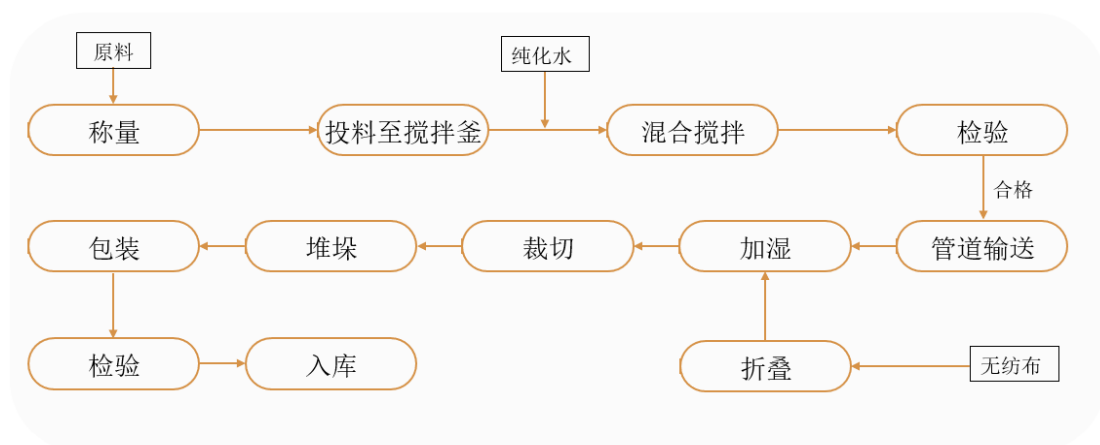 原料
纯化水
称量
投料至搅拌釜
混合搅拌
检验
合格
包装
堆垛
裁切
加湿
管道输送
检验
入库
折叠
无纺布